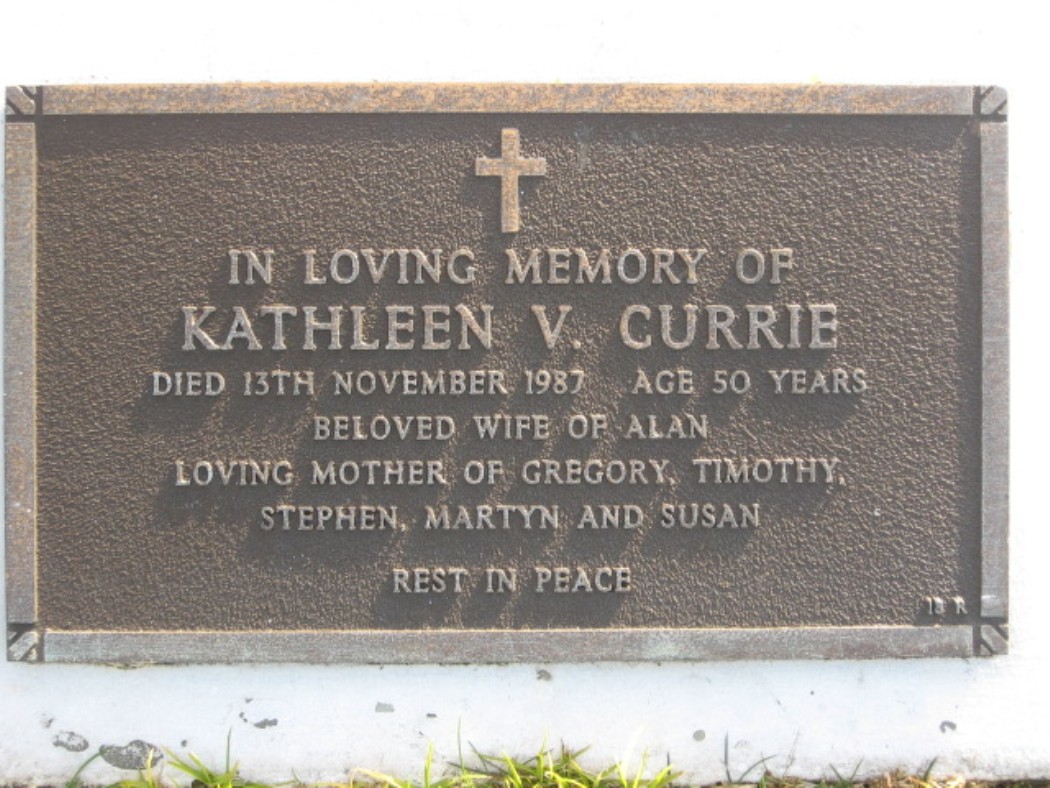 IN LOVING MEMORY OF
KATHLEEN V. CURRIE
DIED 13TH NOVEMBER 1987 AGE 50 YEARS
BELOVED WIFE OF ALAN
LOVING MOTHER OF GREGORY, TIMOTHY,
STEPHEN, MARTYN AND SUSAN
REST IN PEACE